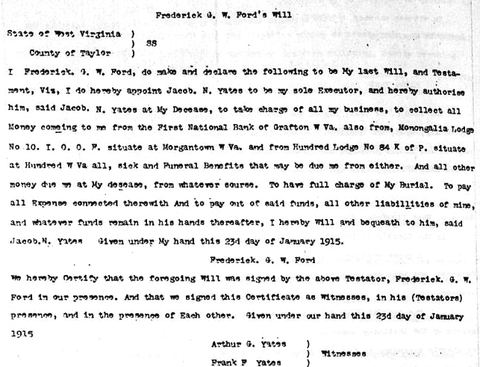 Frederick G. W. Ford's Will
State of West Virginia )
) SS
County of Taylor )
I Frederick. G. W. Ford, do make and declare the following to be My last Will, and Testa-
ment, Viz, I do hereby appoint Jacob. N. Yates to be my sole Executor, and hereby authorise
him, said Jacob. N. Yates at My Decease, to take charge of all my business, to collect all
Money coming to me from the First National Bank of Grafton W Va. also from, Monongalia Lodge
No 10. I. O. O. F. situate at Morgantown W Va. and from Hundred Lodge No 84 K of P. situate
at Hundred W Va all, sick and Funeral Benefits that may be due me from either. And all other
money due me at My desease, from whatever sourse. To have full charge of My Burial. To pay
all Expense connected therewith And to pay out of said funds, all other liabillities of mine,
and whatever funds remain in his hands thereafter, I hereby Will and bequeath to him, said
Jacob.N. Yates Given under My hand this 23d day of January 1915.
Frederick. G. W. Ford
We hereby Certify that the foregoing Will was signed by the above Testator, Frederick. G. W.
Ford in our presence. And that we signed this Certificate as Witnesses, in his (Testators)
presence, and in the presence of Each other. Given under our hand this 23d day of January
1915
Arthur G. Yates )
) Witnesses
Frank F Yates )